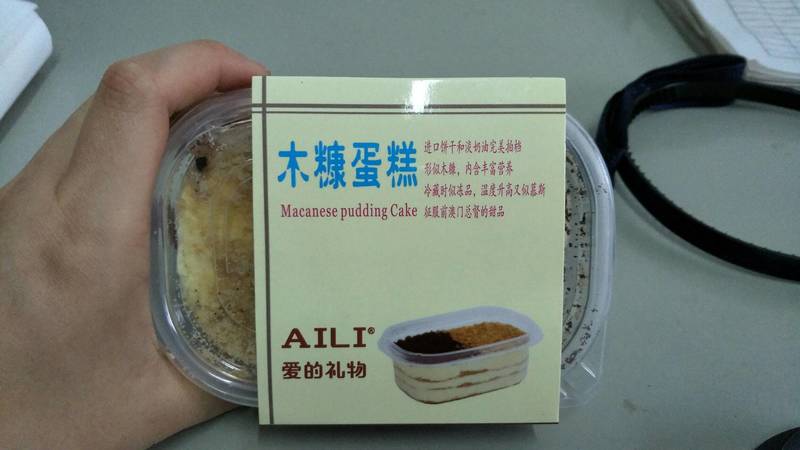 木糠蛋糕
Macanese pudding Cake
进口饼干和淡奶油完美拍档
形似木糠，内合丰富营养
冷藏时似冻品，温度升高又似慕斯
征服前澳门总督的甜品
AILI®
爱的礼物